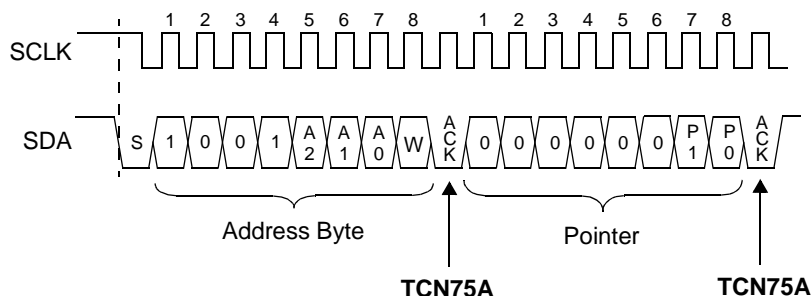 1 2 3 4 5 6 7 8 1 2 3 4 5 6 7 8
SCLK
SDA S 1 0 0 1 A2 A1 A0 W ACK 0 0 0 0 0 0 P1 P0 ACK
Address Byte Pointer
TCN75A TCN75A